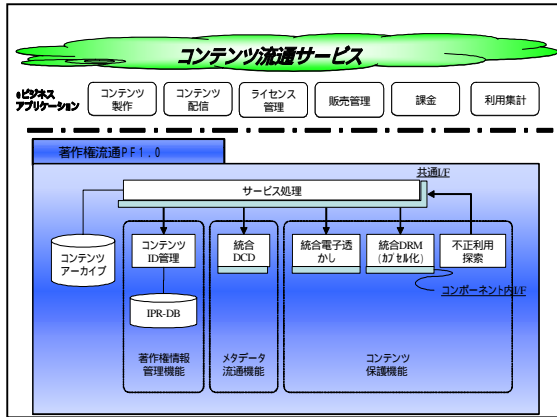 コンテンツ流通サービス
eビジネス
アプリケーション
コンテンツ
製作
コンテンツ
配信
ライセンス
管理
販売管理
課金
利用集計
著作権流通PF1.0
共通I/F
サービス処理
コンテンツ
アーカイブ
コンテンツ
ID管理
統合
DCD
統合電子透
かし
統合DRM
(カプセル化)
不正利用
探索
コンポーネント内I/F
IPR-DB
著作権情報
管理機能
メタデータ
流通機能
コンテンツ
保護機能